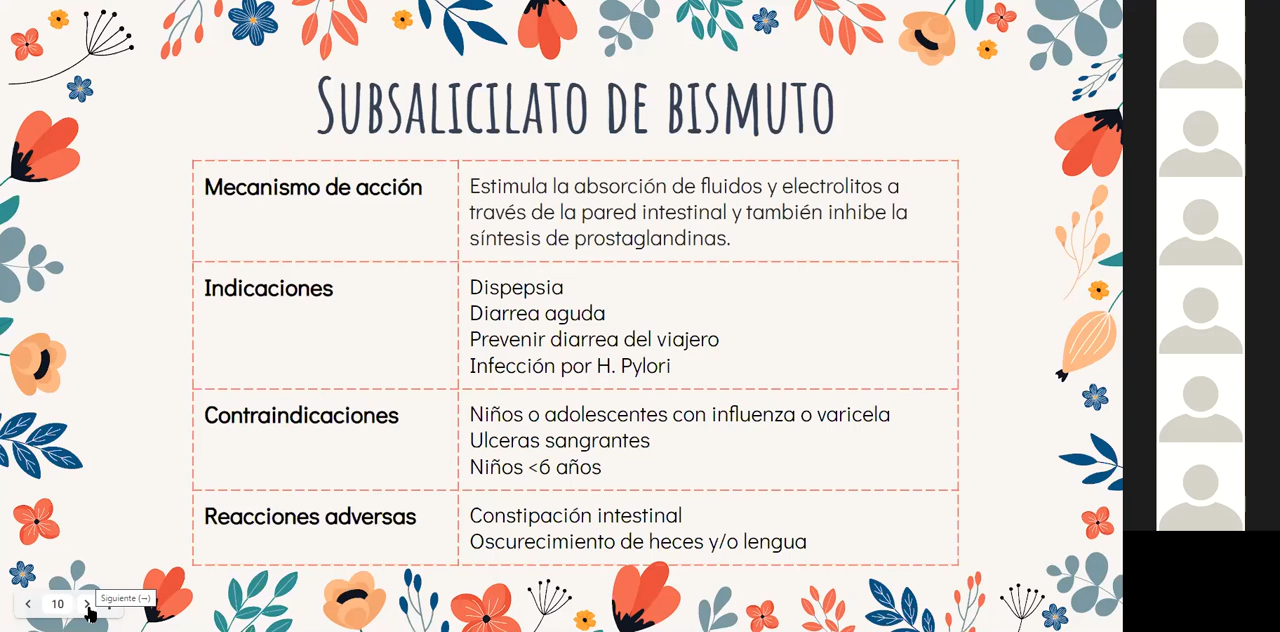 Subsalicilato de bismuto
Mecanismo de acción
Estimula la absorción de fluidos y electrolitos a
través de la pared intestinal y también inhibe la
síntesis de prostaglandinas.
Indicaciones
Dispepsia
Diarrea aguda
Prevenir diarrea del viajero
Infección por H. Pylori
Contraindicaciones
Niños o adolescentes con influenza o varicela
Ulceras sangrantes
Niños <6 años
Reacciones adversas
Constipación intestinal
Oscurecimiento de heces y/o lengua
10
Siguiente (→)